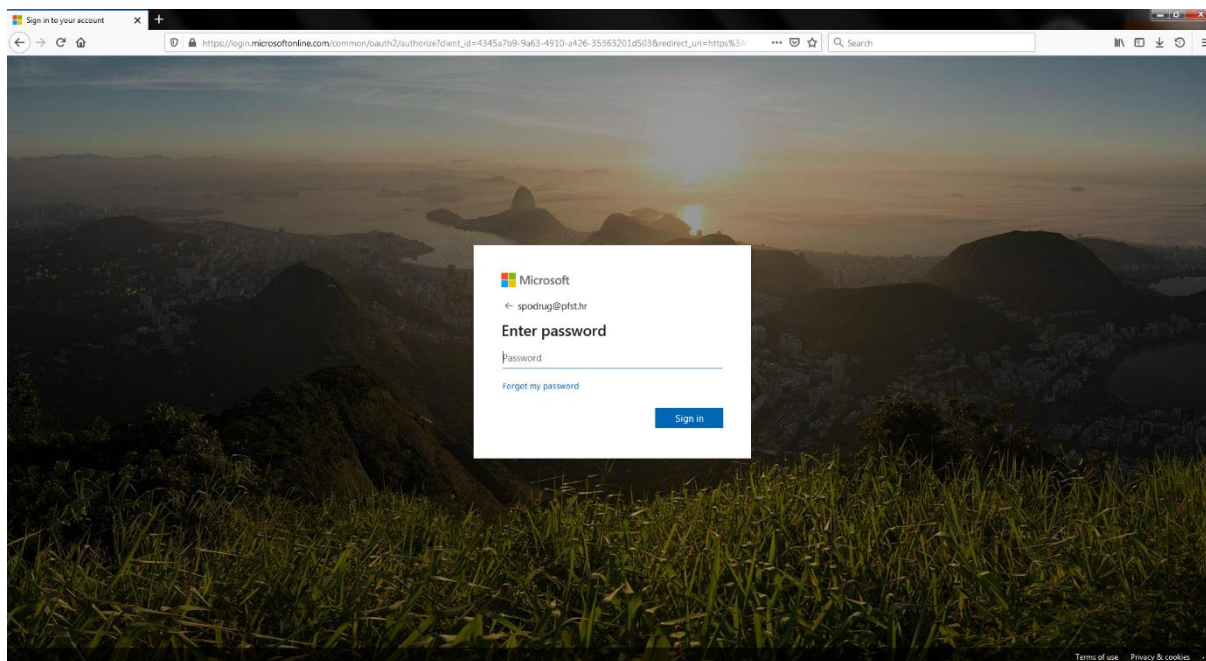 Sign in to your account
https://login.microsoftonline.com/common/oauth2/authorize?client_id=4345a7b9-9a63-4910-a426-35363201d503&redirect_uri=https%3A
Search
Microsoft
← spodrug@pfst.hr
Enter password
Password
Forgot my password
Sign in
Terms of use Privacy & cookies